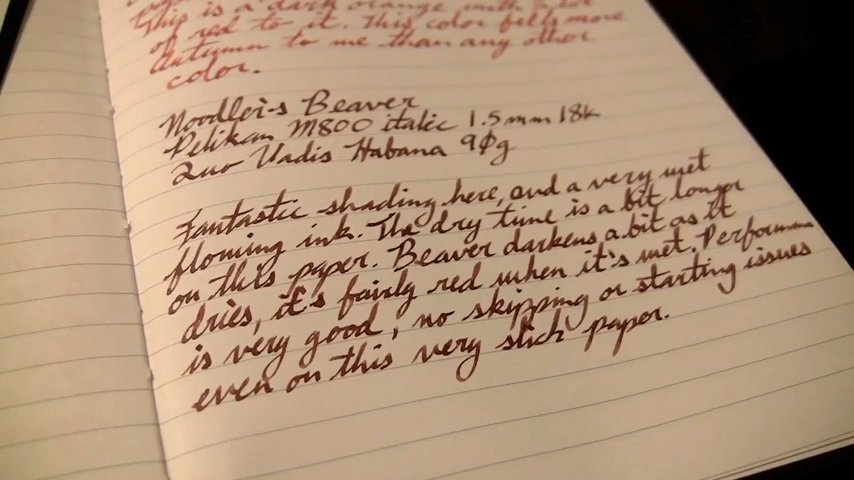 This is a dark orange with a lot
of red to it. This color feels more
Autumn to me than any other
color.
Noodler's Beaver
Pelikan M800 italic 1.5mm 18k
Quo Vadis Habana 90g
Fantastic shading here, and a very wet
flowing ink. The dry time is a bit longer
on this paper. Beaver darkens a bit as it
dries, it's fairly red when it's wet. Performance
is very good, no skipping or starting issues
even on this very slick paper.